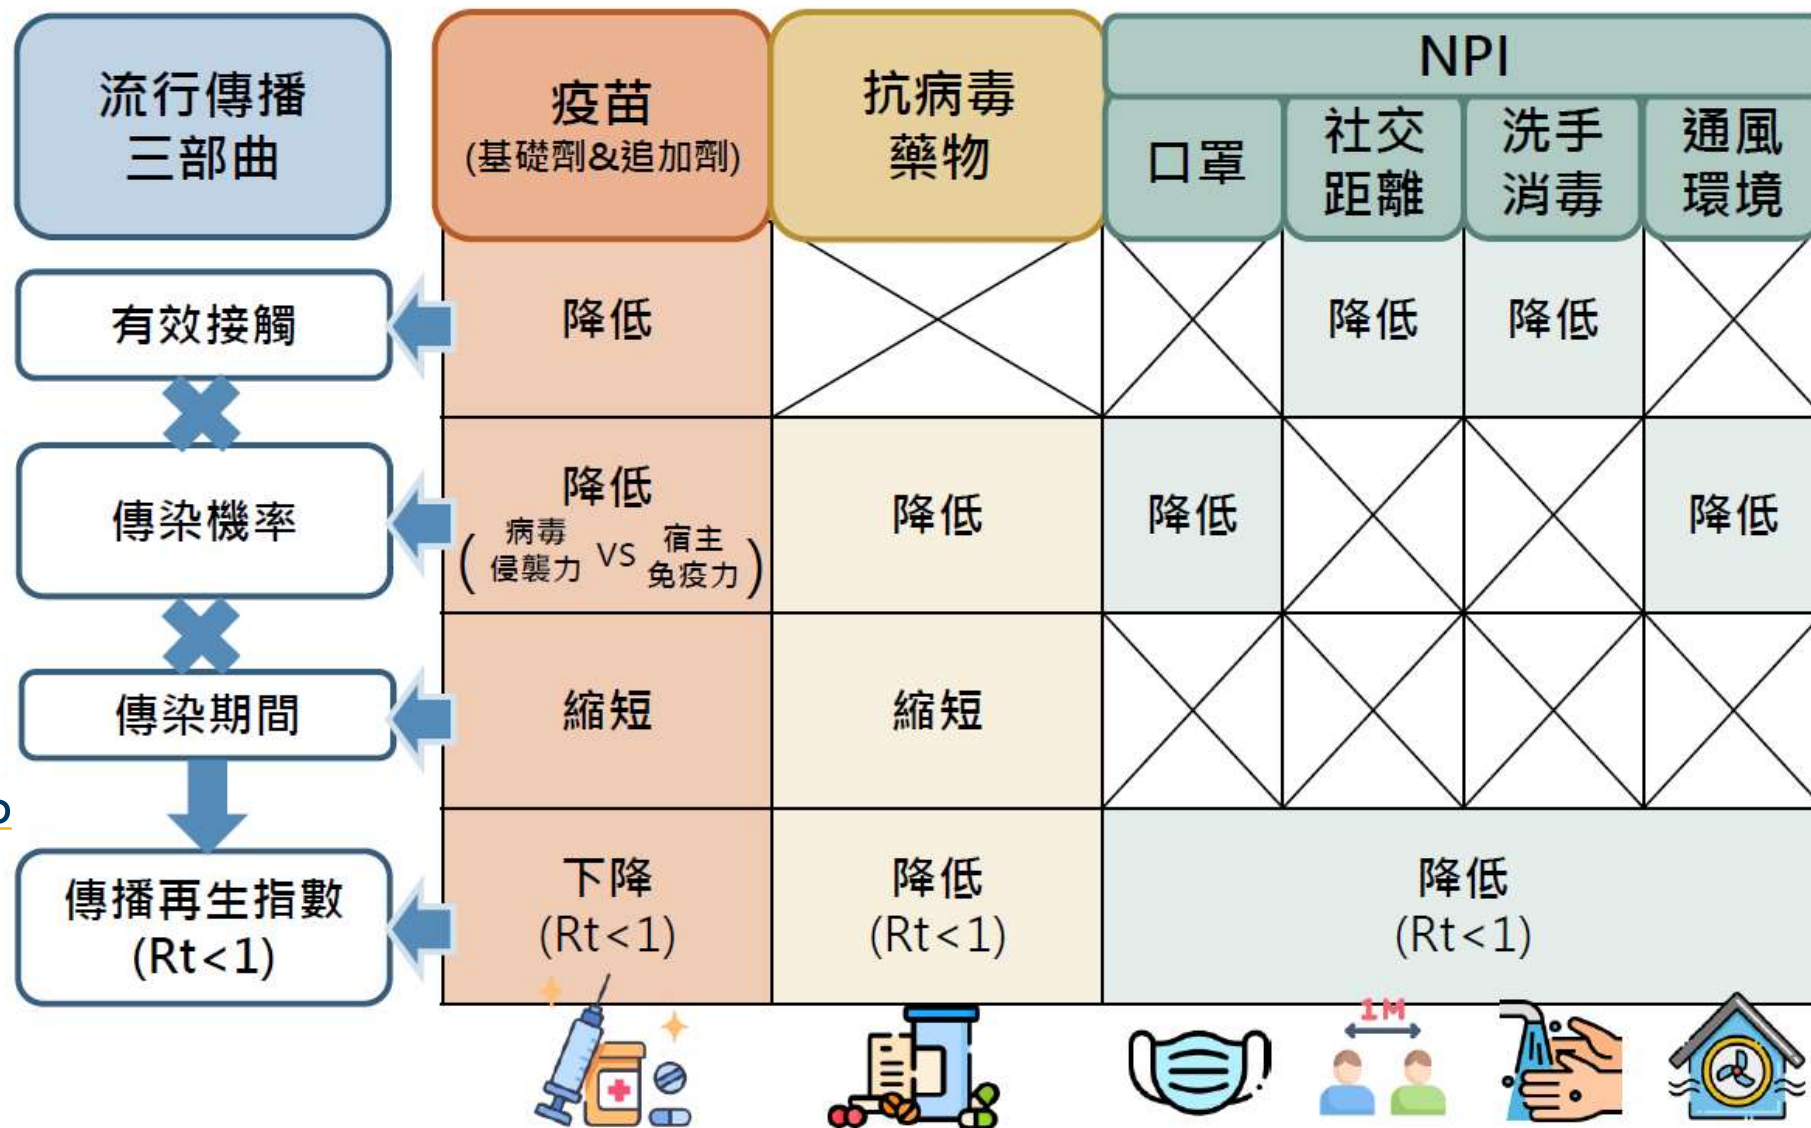 流行傳播
三部曲
疫苗
(基礎劑&追加劑)
抗病毒
藥物
NPI
口罩
社交
距離
洗手
消毒
通風
環境
有效接觸
降低
降低
降低
傳染機率
降低
(病毒侵襲力 VS 宿主免疫力)
降低
降低
降低
傳染期間
縮短
縮短
傳播再生指數
(Rt<1)
下降
(Rt<1)
降低
(Rt<1)
降低
(Rt<1)
1M